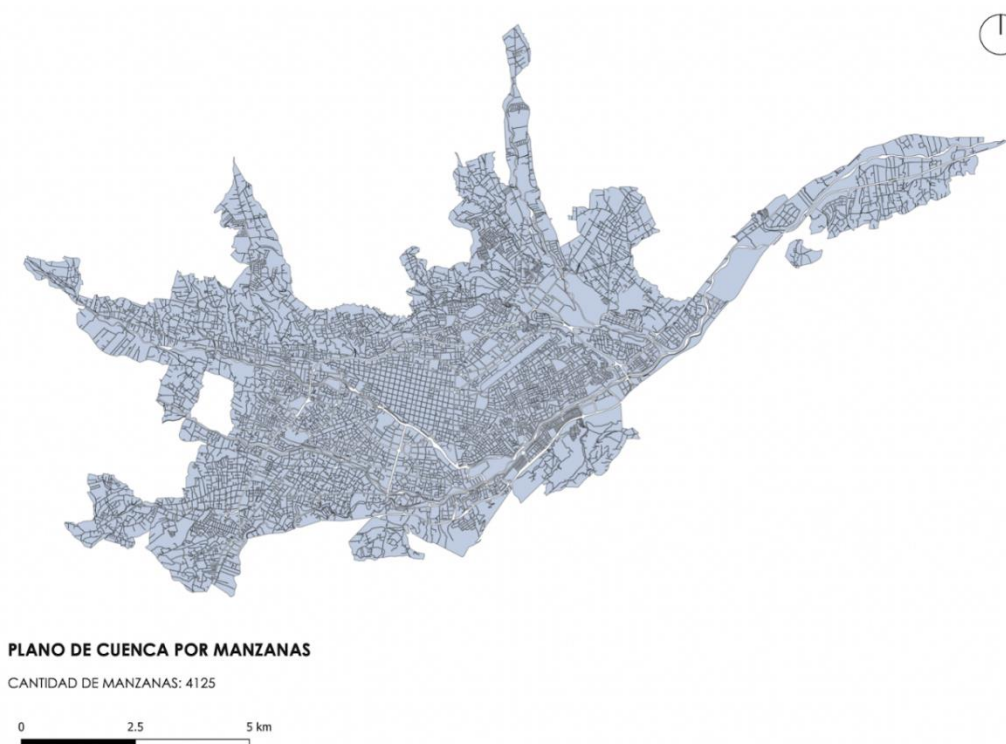 PLANO DE CUENCA POR MANZANAS
CANTIDAD DE MANZANAS: 4125
0 2.5 5 km